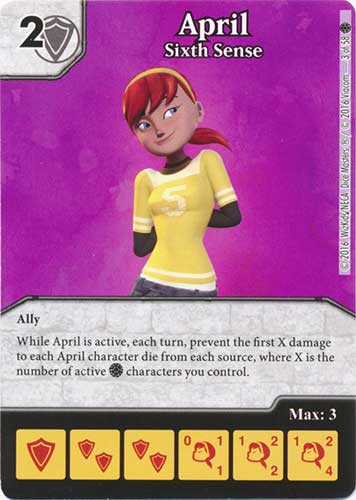 2
April
Sixth Sense
3 of 58
© 2016 WizKids/NECA. Dice Masters: ®/ © 2016 Viacom
5
Ally
While April is active, each turn, prevent the first X damage
to each April character die from each source, where X is the
number of active characters you control.
Max: 3
0 1 1 2 1 2
1 2 4